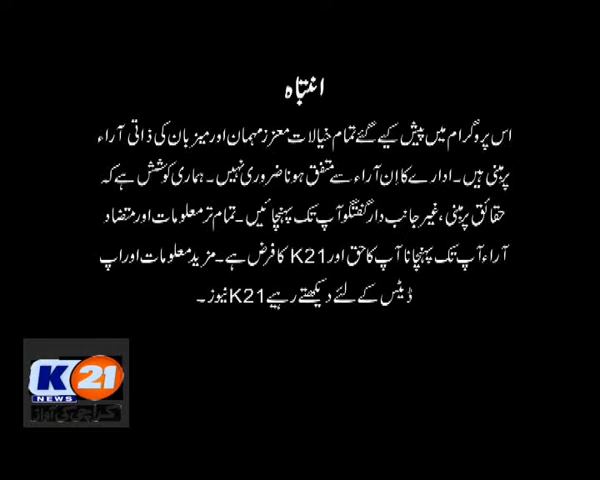 انتباہ
اس پروگرام میں پیش کیے گئے تمام خیالات معزز مہمان اور میزبان کی ذاتی آراء
پر مبنی ہیں۔ ادارے کا اِن آراء سے متفق ہونا ضروری نہیں۔ ہماری کوشش ہے کہ
حقائق پر مبنی، غیر جانب دار گفتگو آپ تک پہنچائیں۔ تمام تر معلومات اور متضاد
آراء آپ تک پہنچانا آپ کا حق اور K21 کا فرض ہے۔ مزید معلومات اور اپ
ڈیٹس کے لئے دیکھتے رہیے K21 نیوز۔
K21
NEWS
کراچی کی آواز